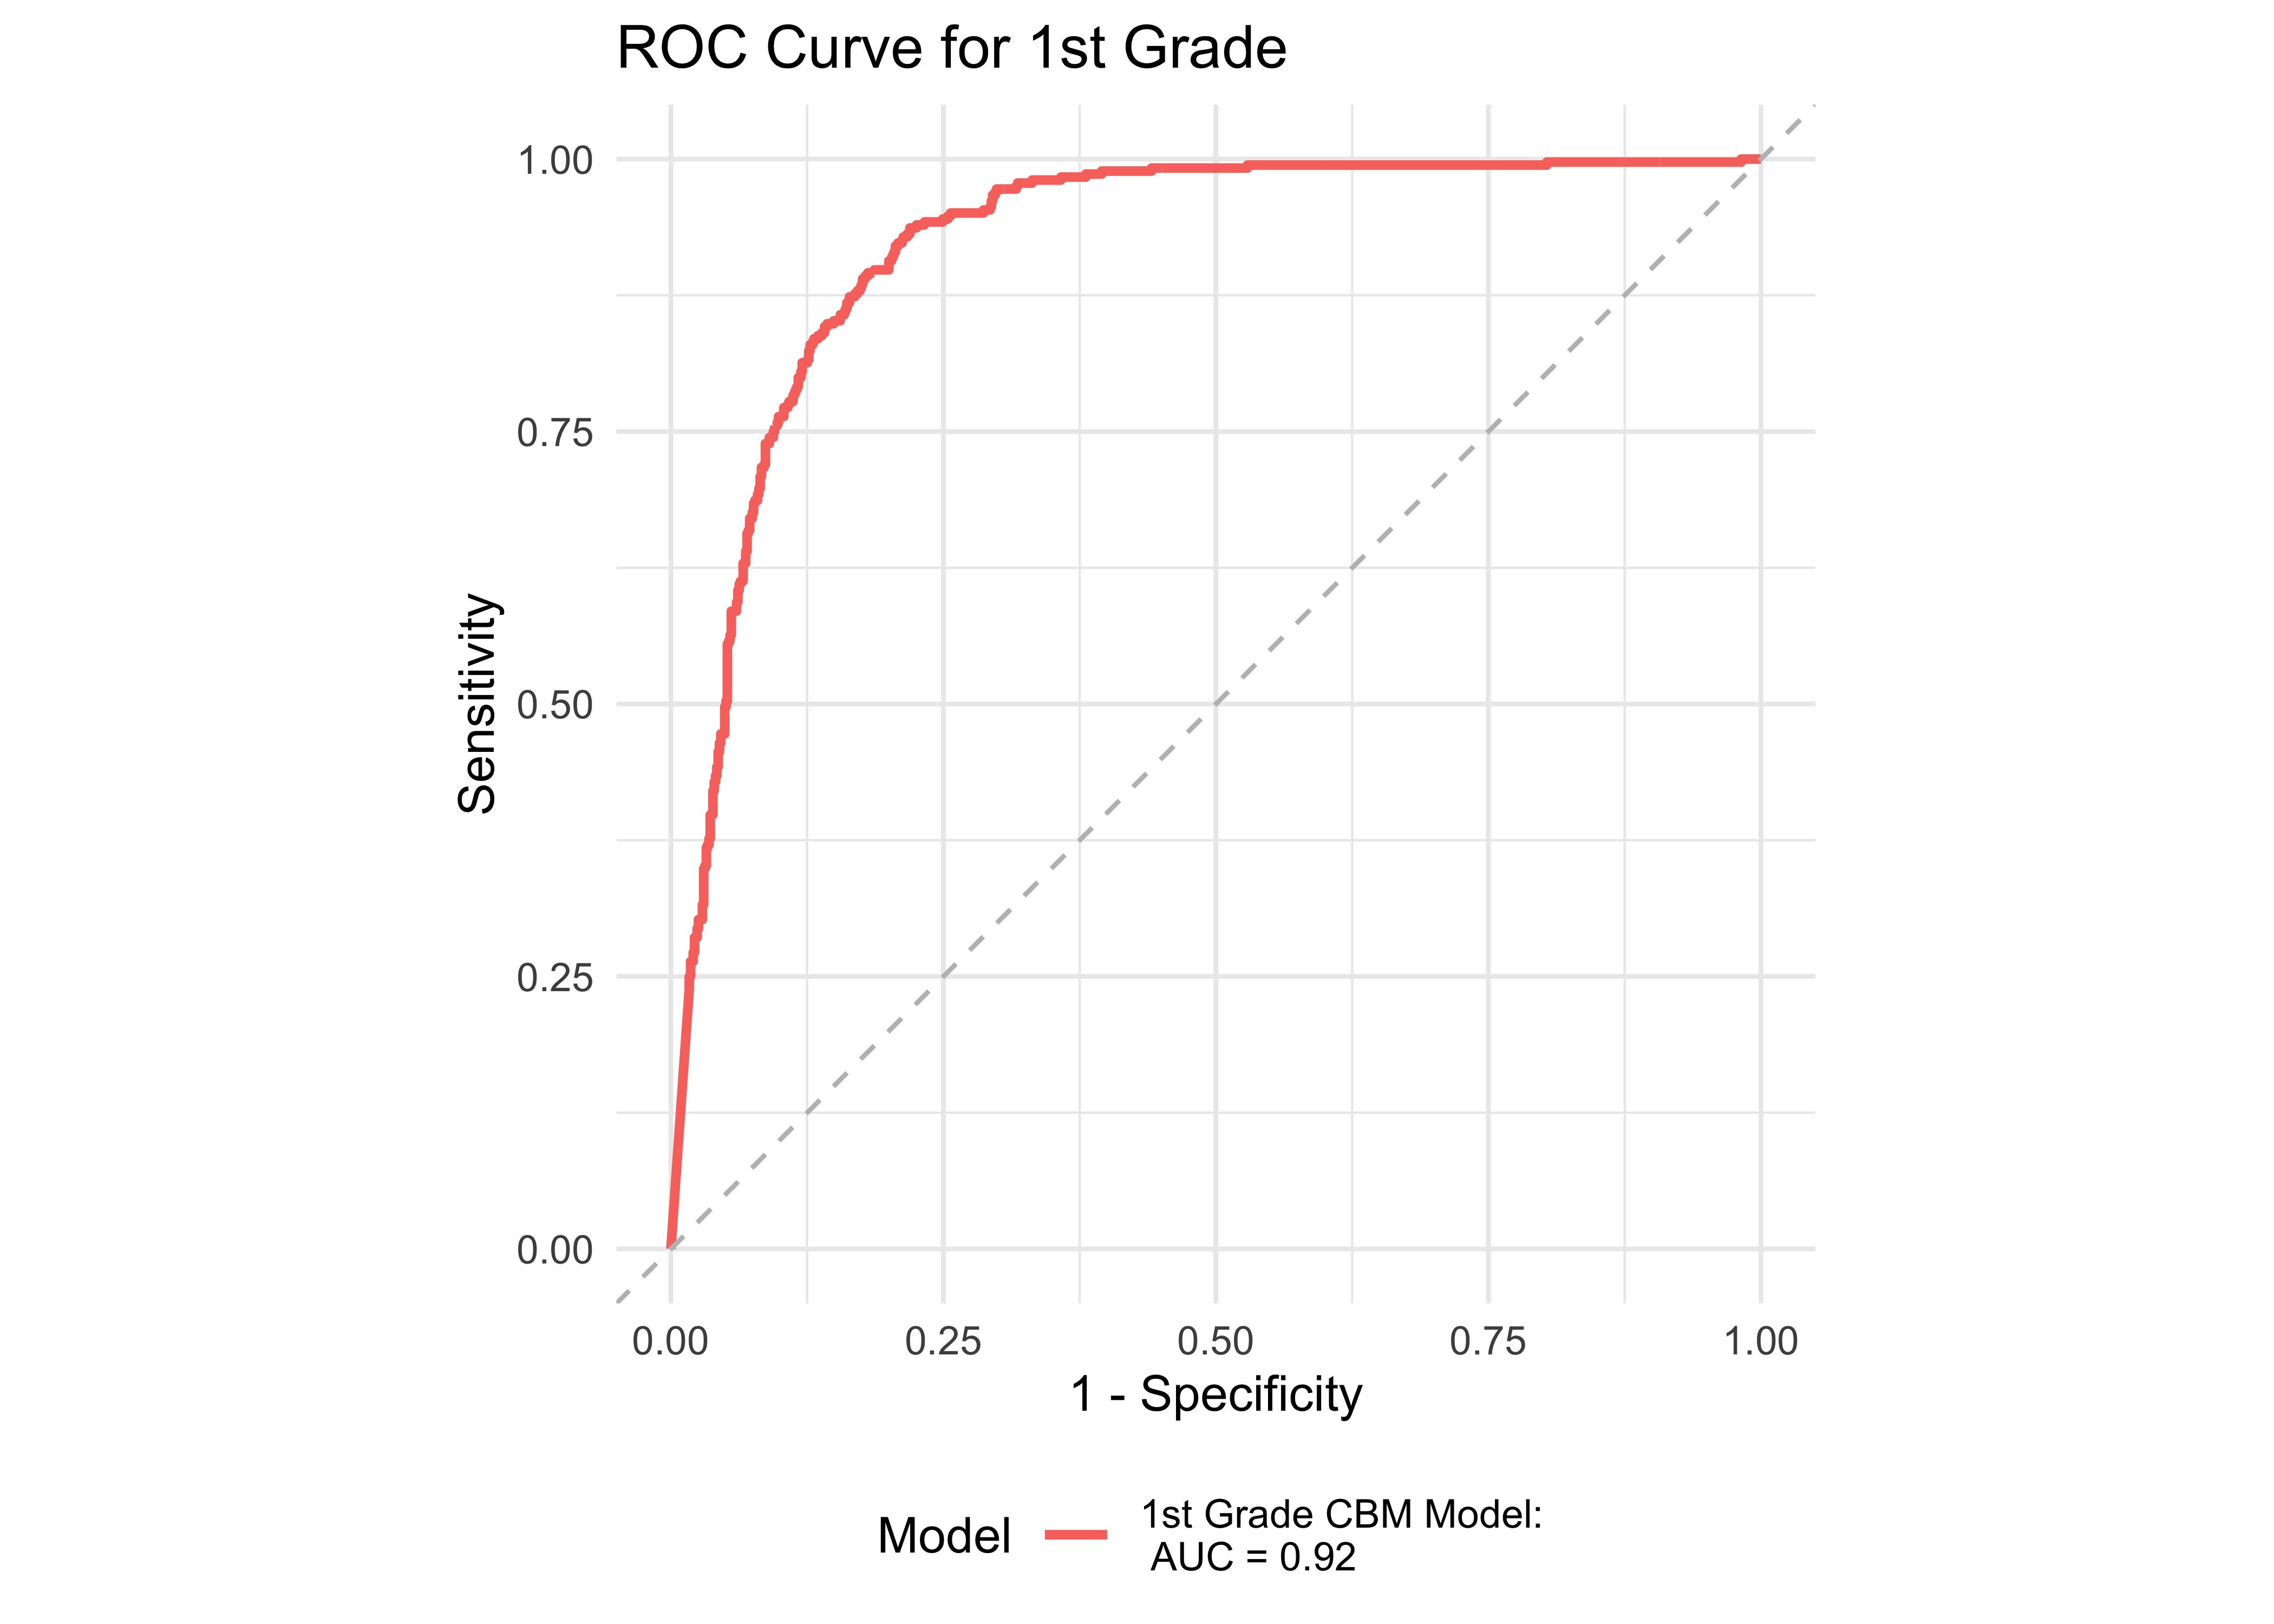 ROC Curve for 1st Grade
1.00
0.75
0.50
0.25
0.00
Sensitivity
0.00 0.25 0.50 0.75 1.00
1 - Specificity
Model
1st Grade CBM Model:
AUC = 0.92